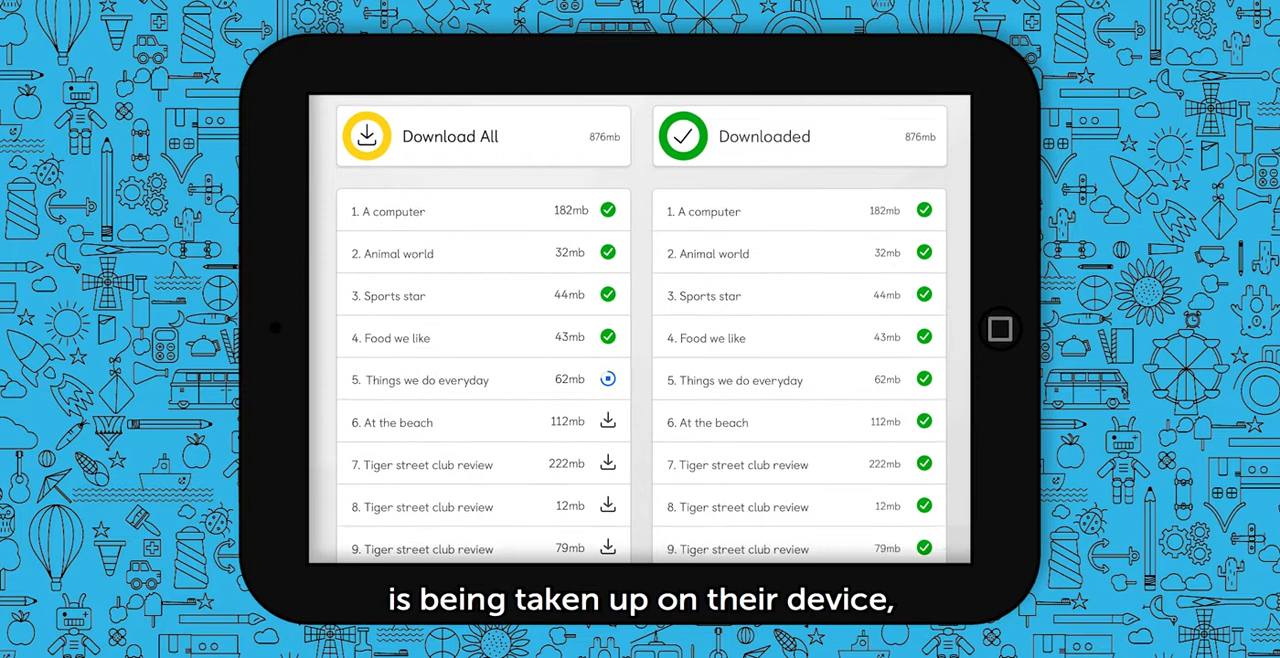 Download All 876mb
1. A computer 182mb
2. Animal world 32mb
3. Sports star 44mb
4. Food we like 43mb
5. Things we do everyday 62mb
6. At the beach 112mb
7. Tiger street club review 222mb
8. Tiger street club review 12mb
9. Tiger street club review 79mb
Downloaded 876mb
1. A computer 182mb
2. Animal world 32mb
3. Sports star 44mb
4. Food we like 43mb
5. Things we do everyday 62mb
6. At the beach 112mb
7. Tiger street club review 222mb
8. Tiger street club review 12mb
9. Tiger street club review 79mb
is being taken up on their device,